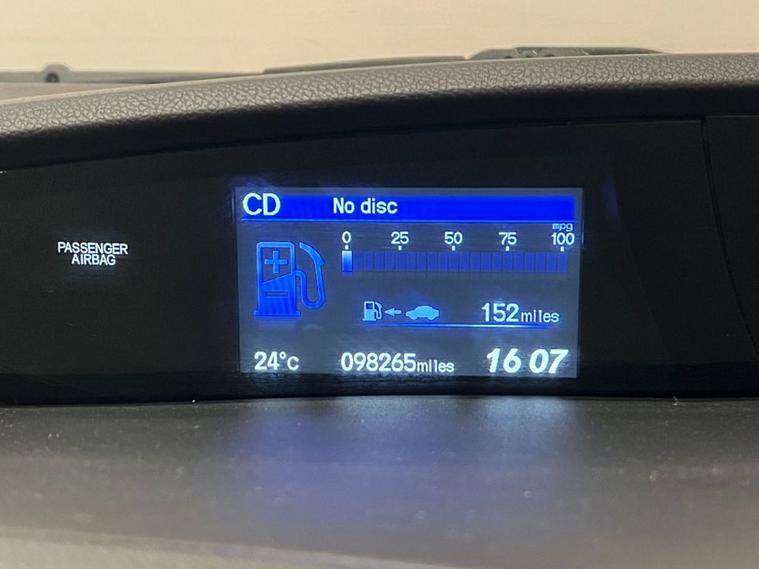 CD No disc
mpg
0 25 50 75 100
PASSENGER
AIRBAG
152miles
24°c 098265miles 16 07